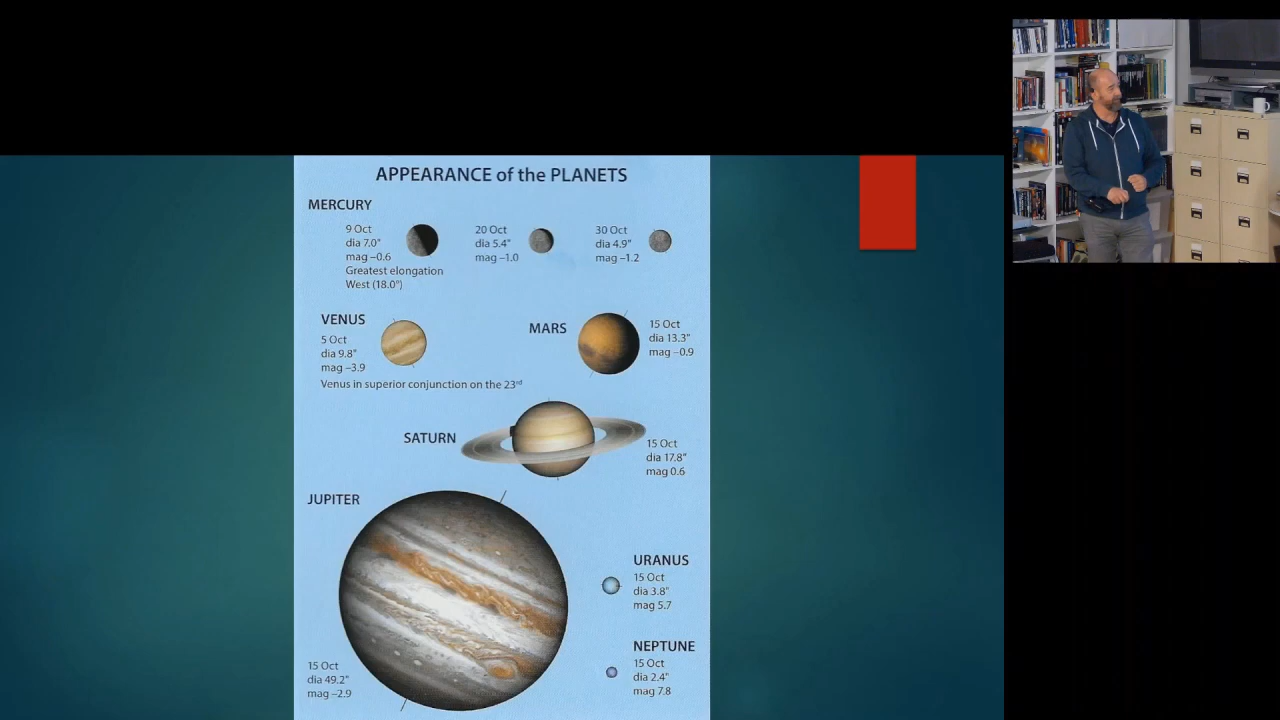 APPEARANCE of the PLANETS
MERCURY
9 Oct
dia 7.0"
mag –0.6
Greatest elongation
West (18.0°)
20 Oct
dia 5.4"
mag –1.0
30 Oct
dia 4.9"
mag –1.2
VENUS
5 Oct
dia 9.8"
mag –3.9
Venus in superior conjunction on the 23rd
MARS
15 Oct
dia 13.3"
mag –0.9
SATURN
15 Oct
dia 17.8"
mag 0.6
JUPITER
15 Oct
dia 49.2"
mag –2.9
URANUS
15 Oct
dia 3.8"
mag 5.7
NEPTUNE
15 Oct
dia 2.4"
mag 7.8